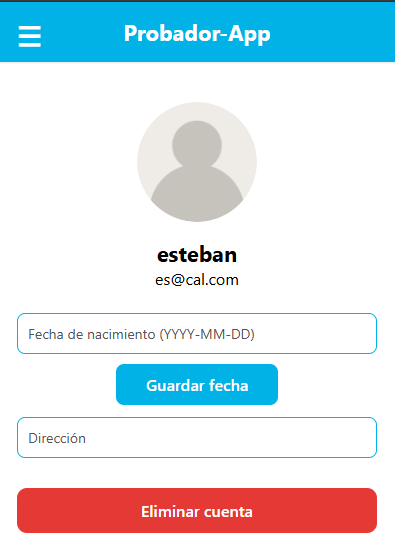 Probador-App
esteban
es@cal.com
Fecha de nacimiento (YYYY-MM-DD)
Guardar fecha
Dirección
Eliminar cuenta